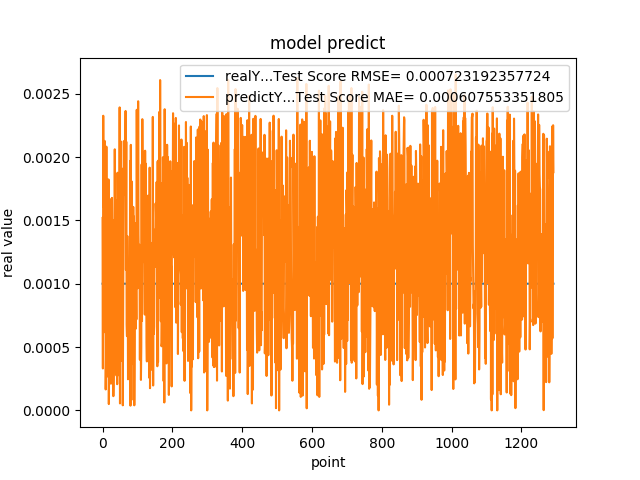 model predict
realY...Test Score RMSE= 0.000723192357724
predictY...Test Score MAE= 0.000607553351805
real value
0.0025
0.0020
0.0015
0.0010
0.0005
0.0000
0 200 400 600 800 1000 1200
point